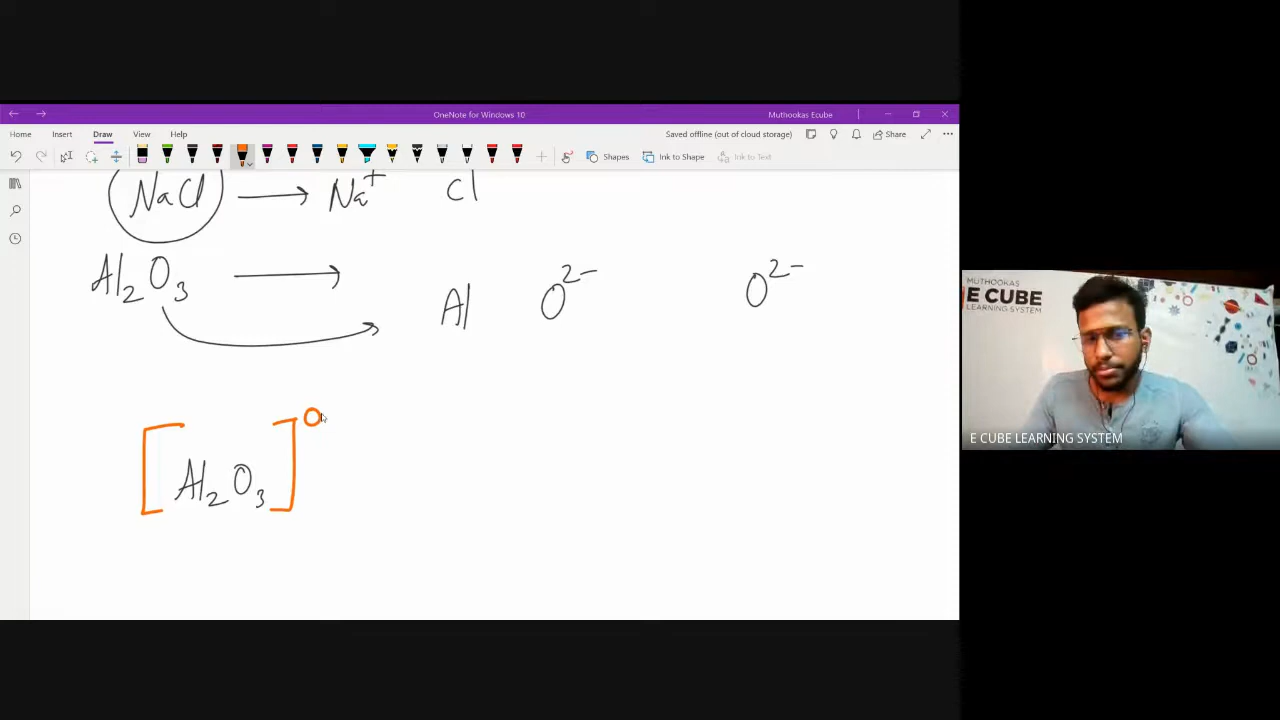 OneNote for Windows 10
Muthookas Ecube
Home Insert Draw View Help
Saved offline (out of cloud storage)
Share
Shapes
Ink to Shape
Ink to Text
NaCl → Na⁺ Cl
Al₂O₃ → Al O²⁻ O²⁻
[Al₂O₃]⁰
MUTHOOKAS
E CUBE
LEARNING SYSTEM
E CUBE LEARNING SYSTEM